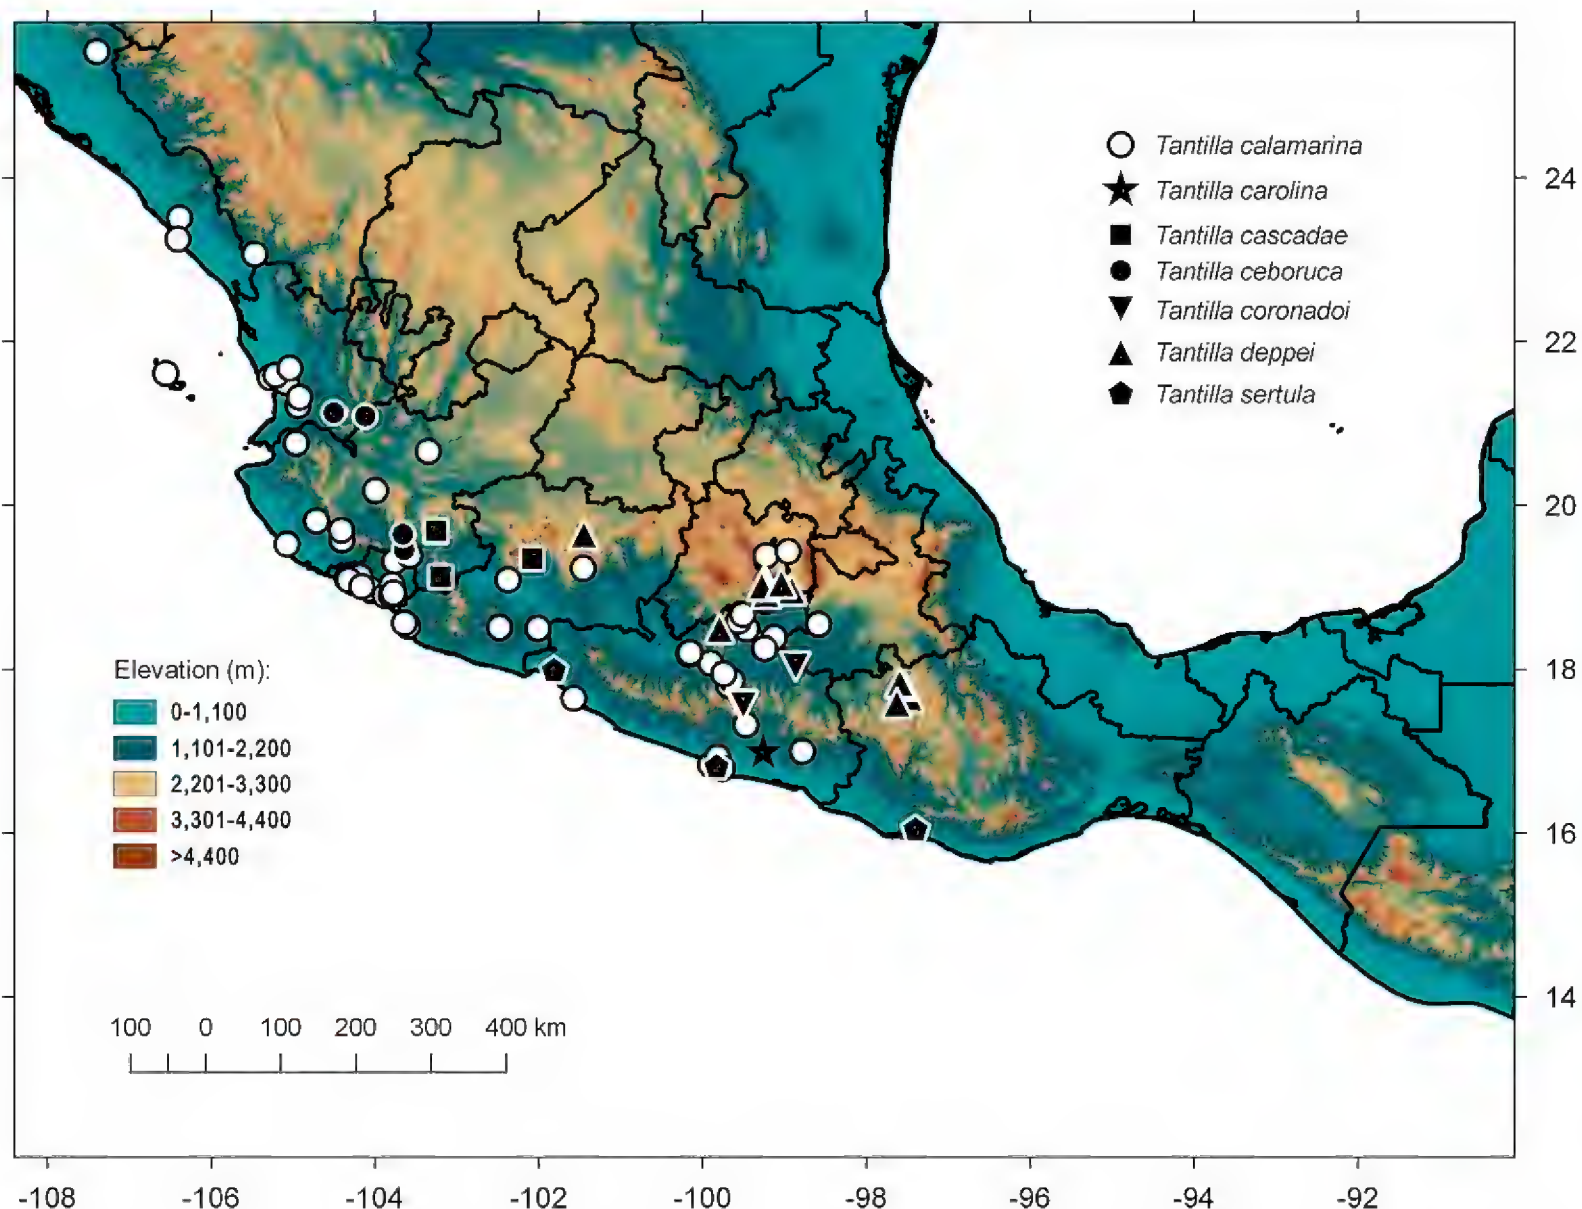 Tantilla calamarina
Tantilla carolina
Tantilla cascadae
Tantilla ceboruca
Tantilla coronadoi
Tantilla deppei
Tantilla sertula
24
22
20
18
16
14
Elevation (m):
0-1,100
1,101-2,200
2,201-3,300
3,301-4,400
>4,400
100 0 100 200 300 400 km
-108 -106 -104 -102 -100 -98 -96 -94 -92